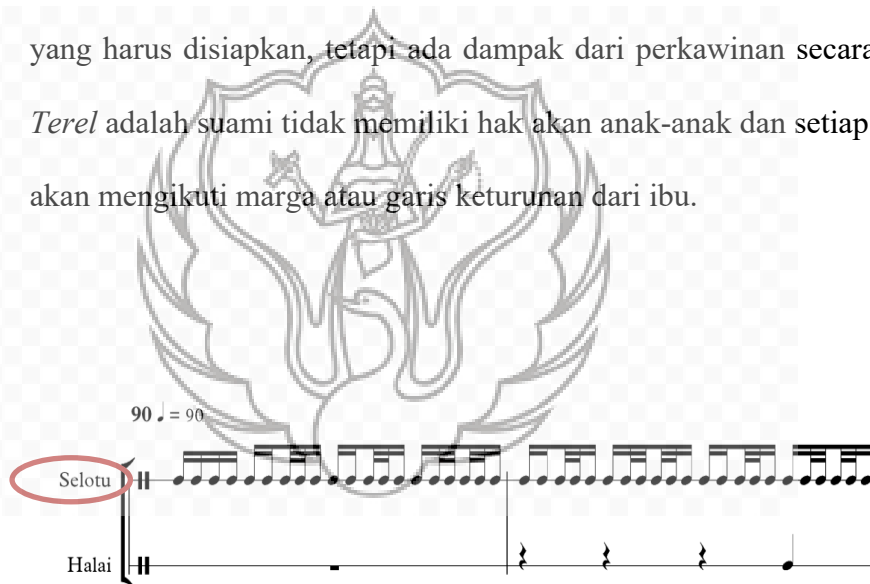 yang harus disiapkan, tetapi ada dampak dari perkawinan secara
Terel adalah suami tidak memiliki hak akan anak-anak dan setiap
akan mengikuti marga atau garis keturunan dari ibu.
90 ♩ = 90
Selotu
Halai